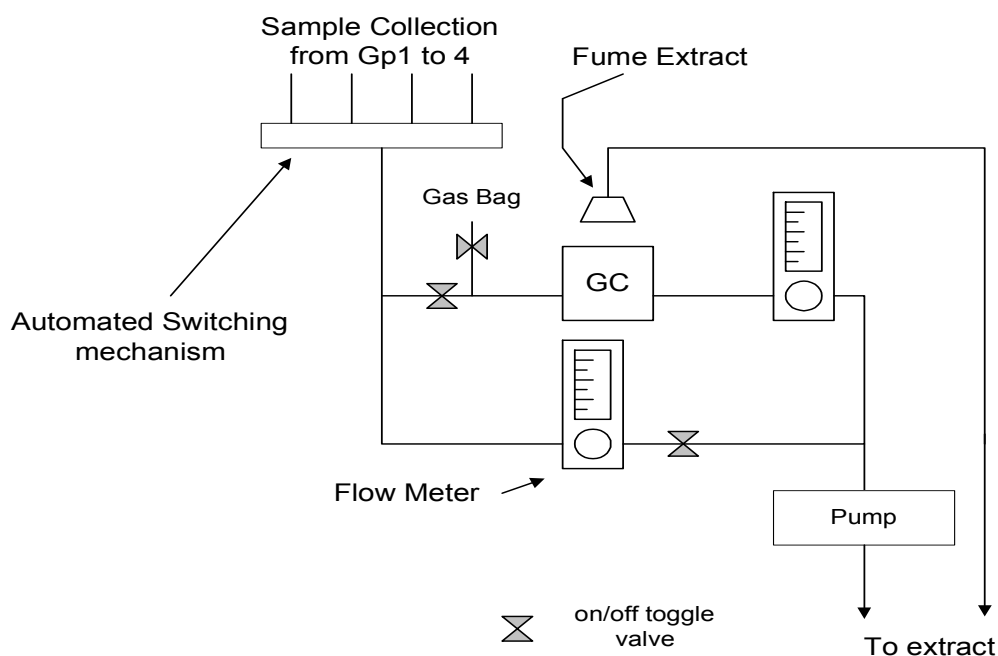 Sample Collection
from Gp1 to 4
Fume Extract
Gas Bag
GC
Automated Switching
mechanism
Flow Meter
Pump
on/off toggle
valve
To extract